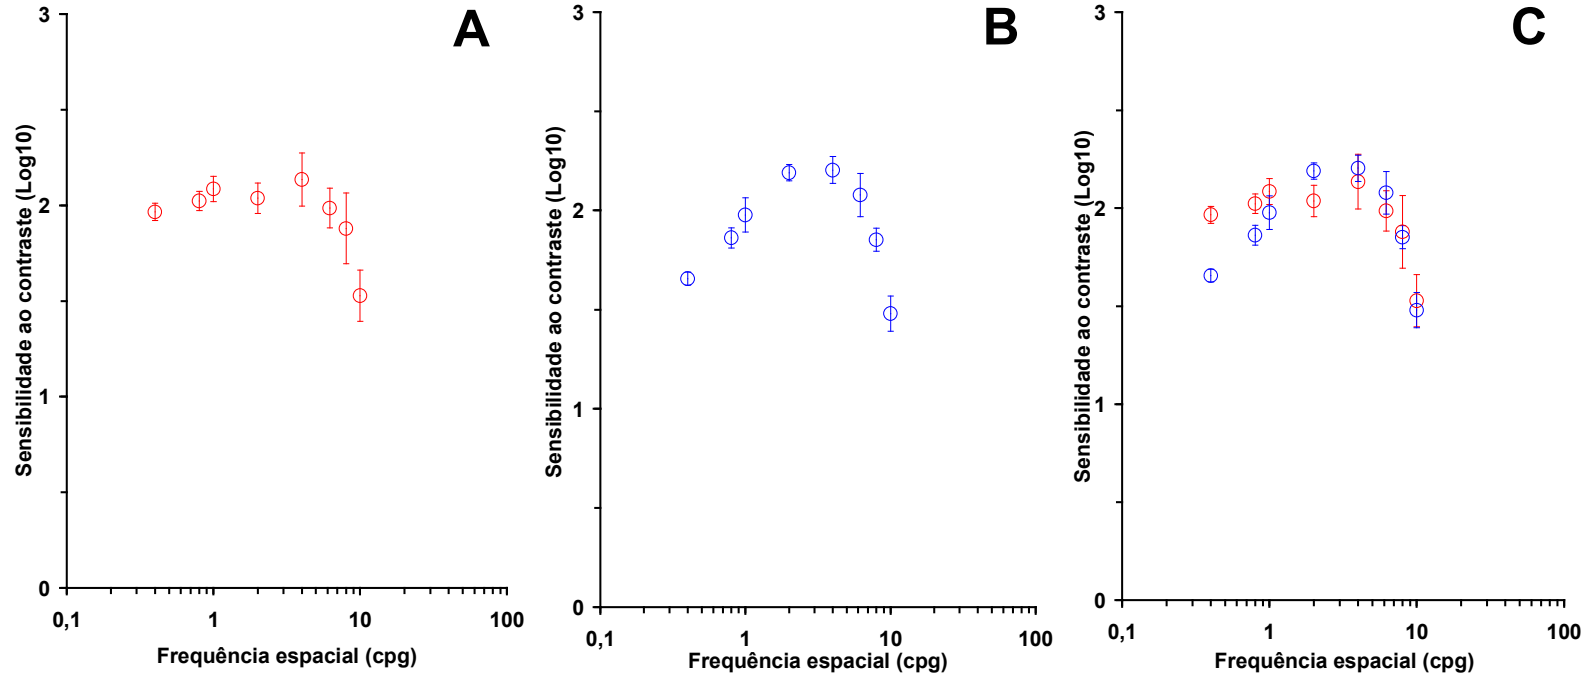 A
3
2
1
0
Sensibilidade ao contraste (Log10)
0,1
1
10
100
Frequência espacial (cpg)
B
3
2
1
0
Sensibilidade ao contraste (Log10)
0,1
1
10
100
Frequência espacial (cpg)
C
3
2
1
0
Sensibilidade ao contraste (Log10)
0,1
1
10
100
Frequência espacial (cpg)